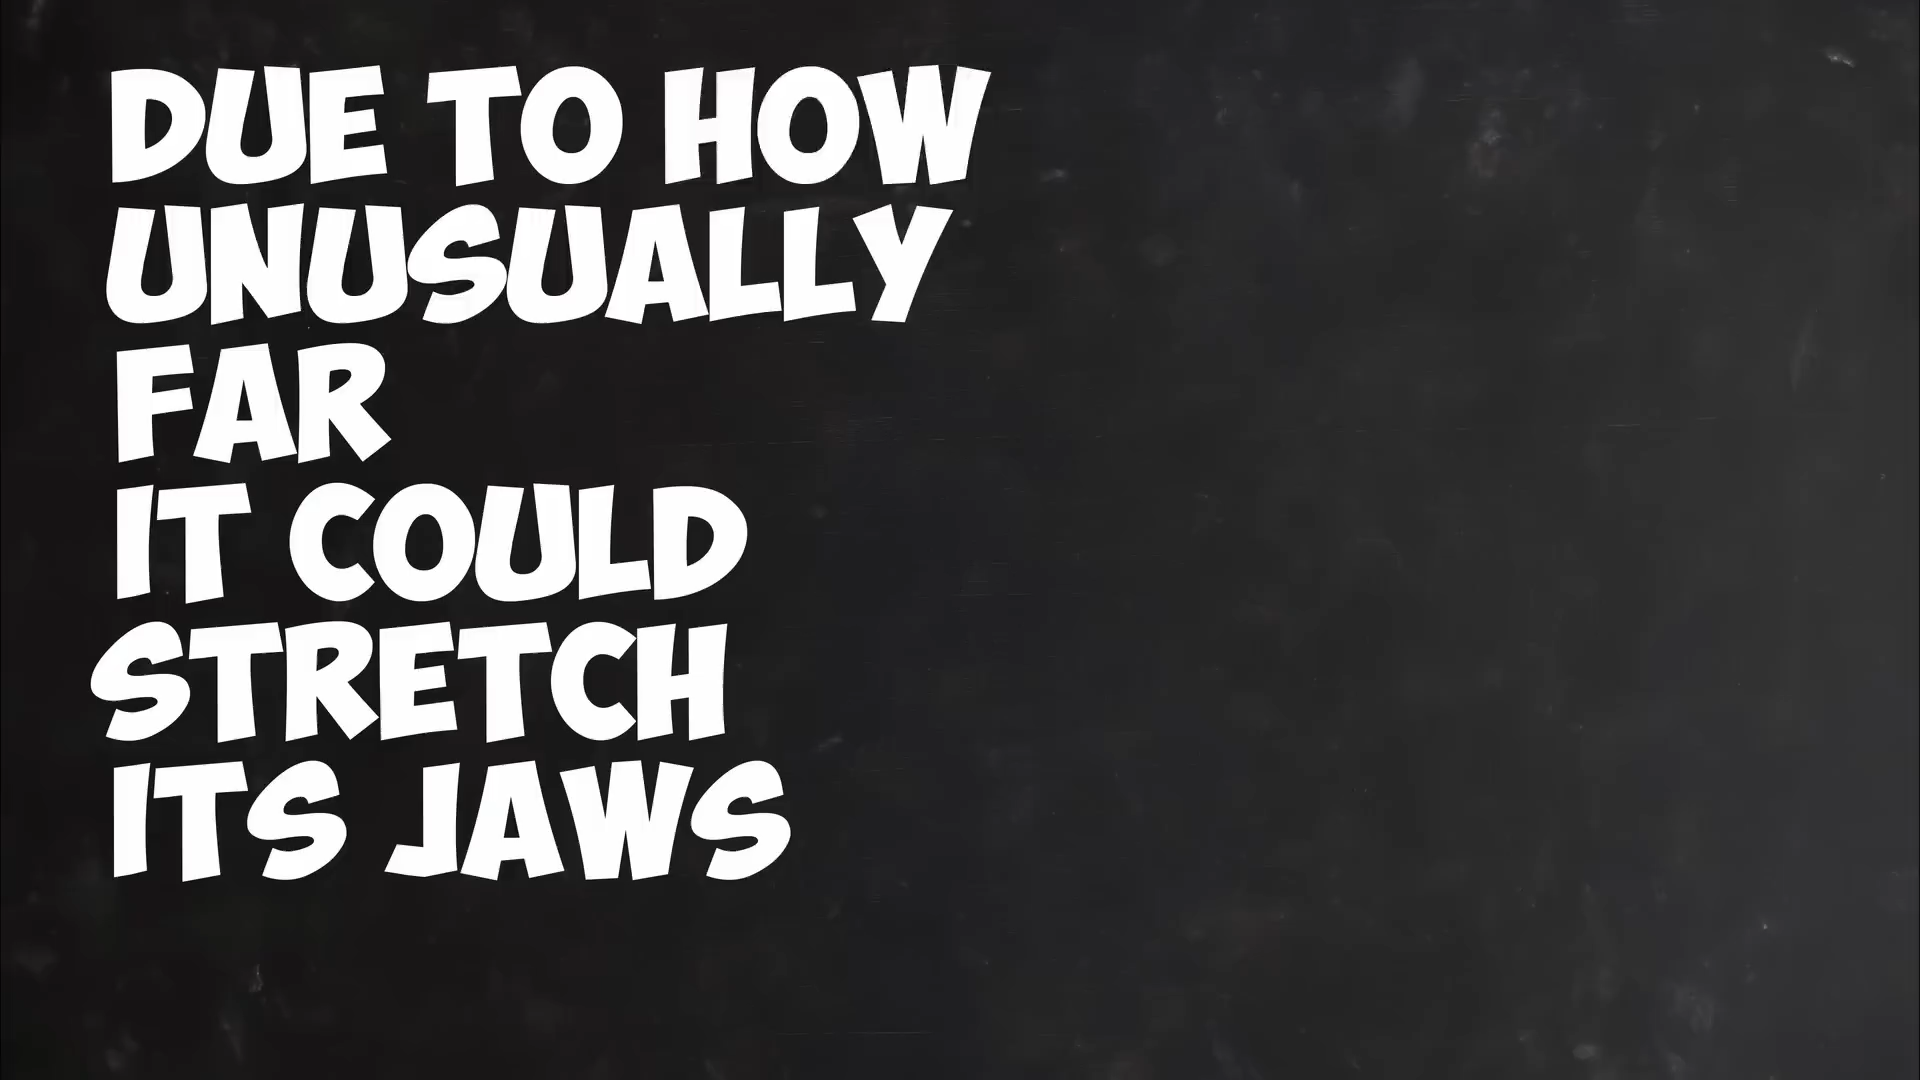 DUE TO HOW
UNUSUALLY
FAR
IT COULD
STRETCH
ITS JAWS